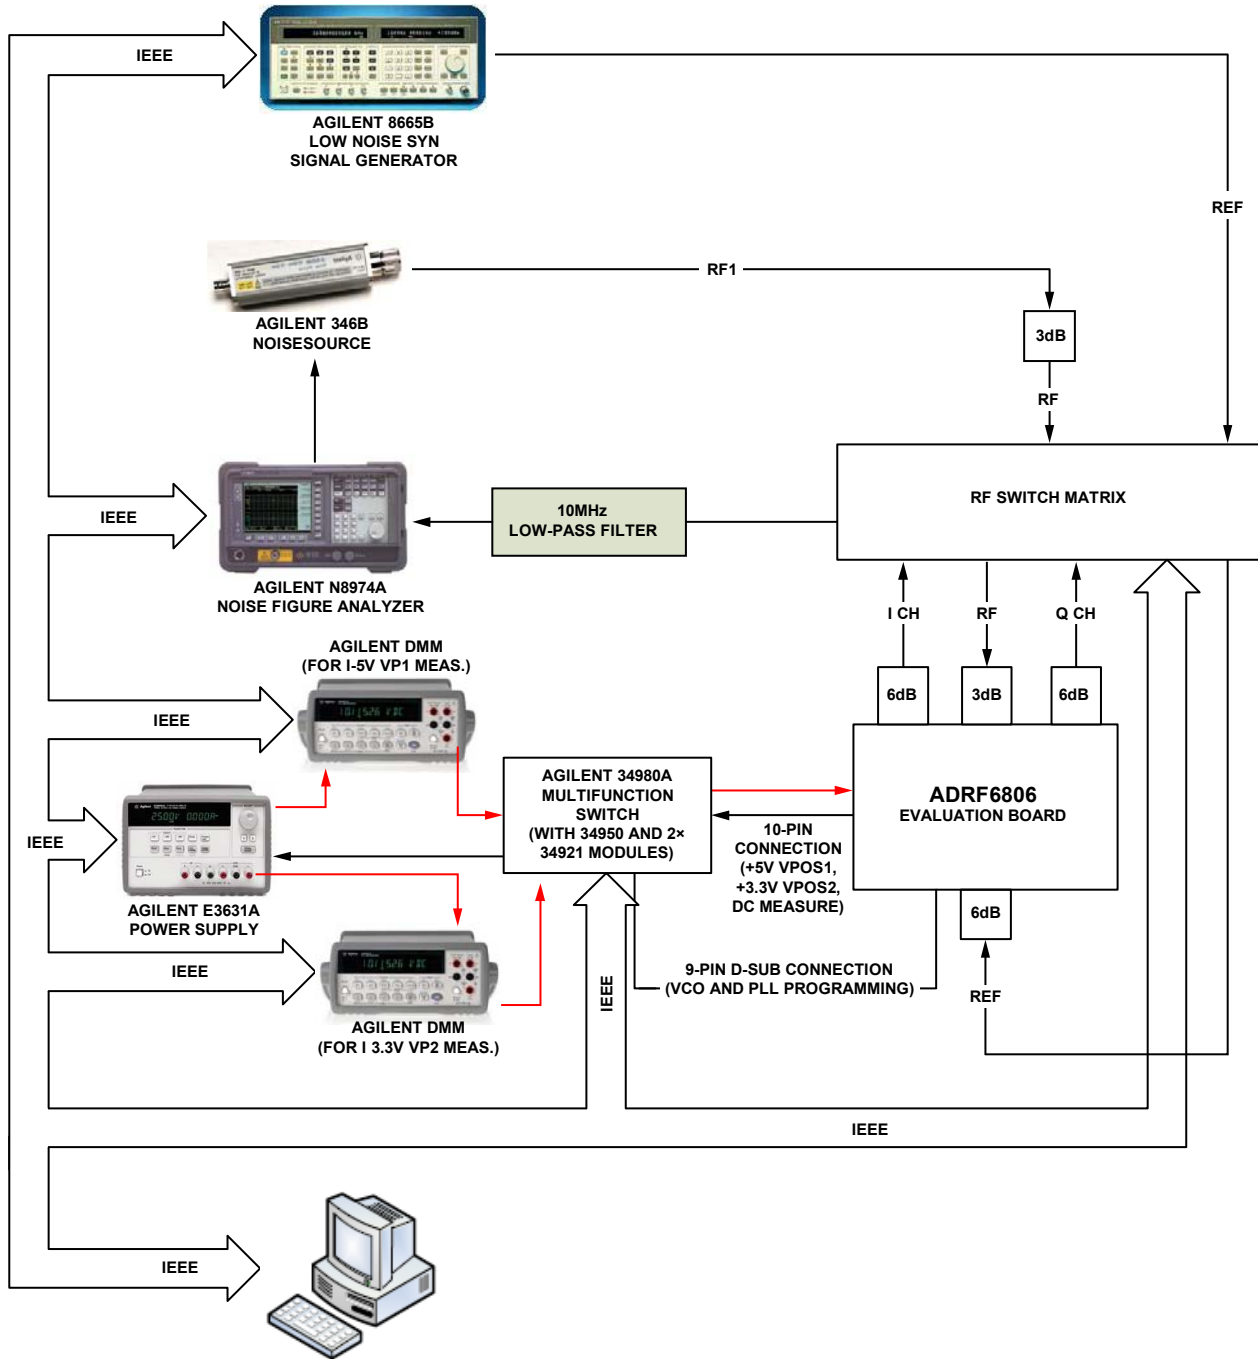 IEEE
AGILENT 8665B
LOW NOISE SYN
SIGNAL GENERATOR
REF
RF1
AGILENT 346B
NOISESOURCE
3dB
RF
RF SWITCH MATRIX
IEEE
10MHz
LOW-PASS FILTER
AGILENT N8974A
NOISE FIGURE ANALYZER
I CH
RF
Q CH
AGILENT DMM
(FOR I-5V VP1 MEAS.)
6dB
3dB
6dB
IEEE
AGILENT 34980A
MULTIFUNCTION
SWITCH
(WITH 34950 AND 2×
34921 MODULES)
ADRF6806
EVALUATION BOARD
10-PIN
CONNECTION
(+5V VPOS1,
+3.3V VPOS2,
DC MEASURE)
IEEE
AGILENT E3631A
POWER SUPPLY
6dB
IEEE
9-PIN D-SUB CONNECTION
(VCO AND PLL PROGRAMMING)
REF
IEEE
AGILENT DMM
(FOR I 3.3V VP2 MEAS.)
IEEE
IEEE